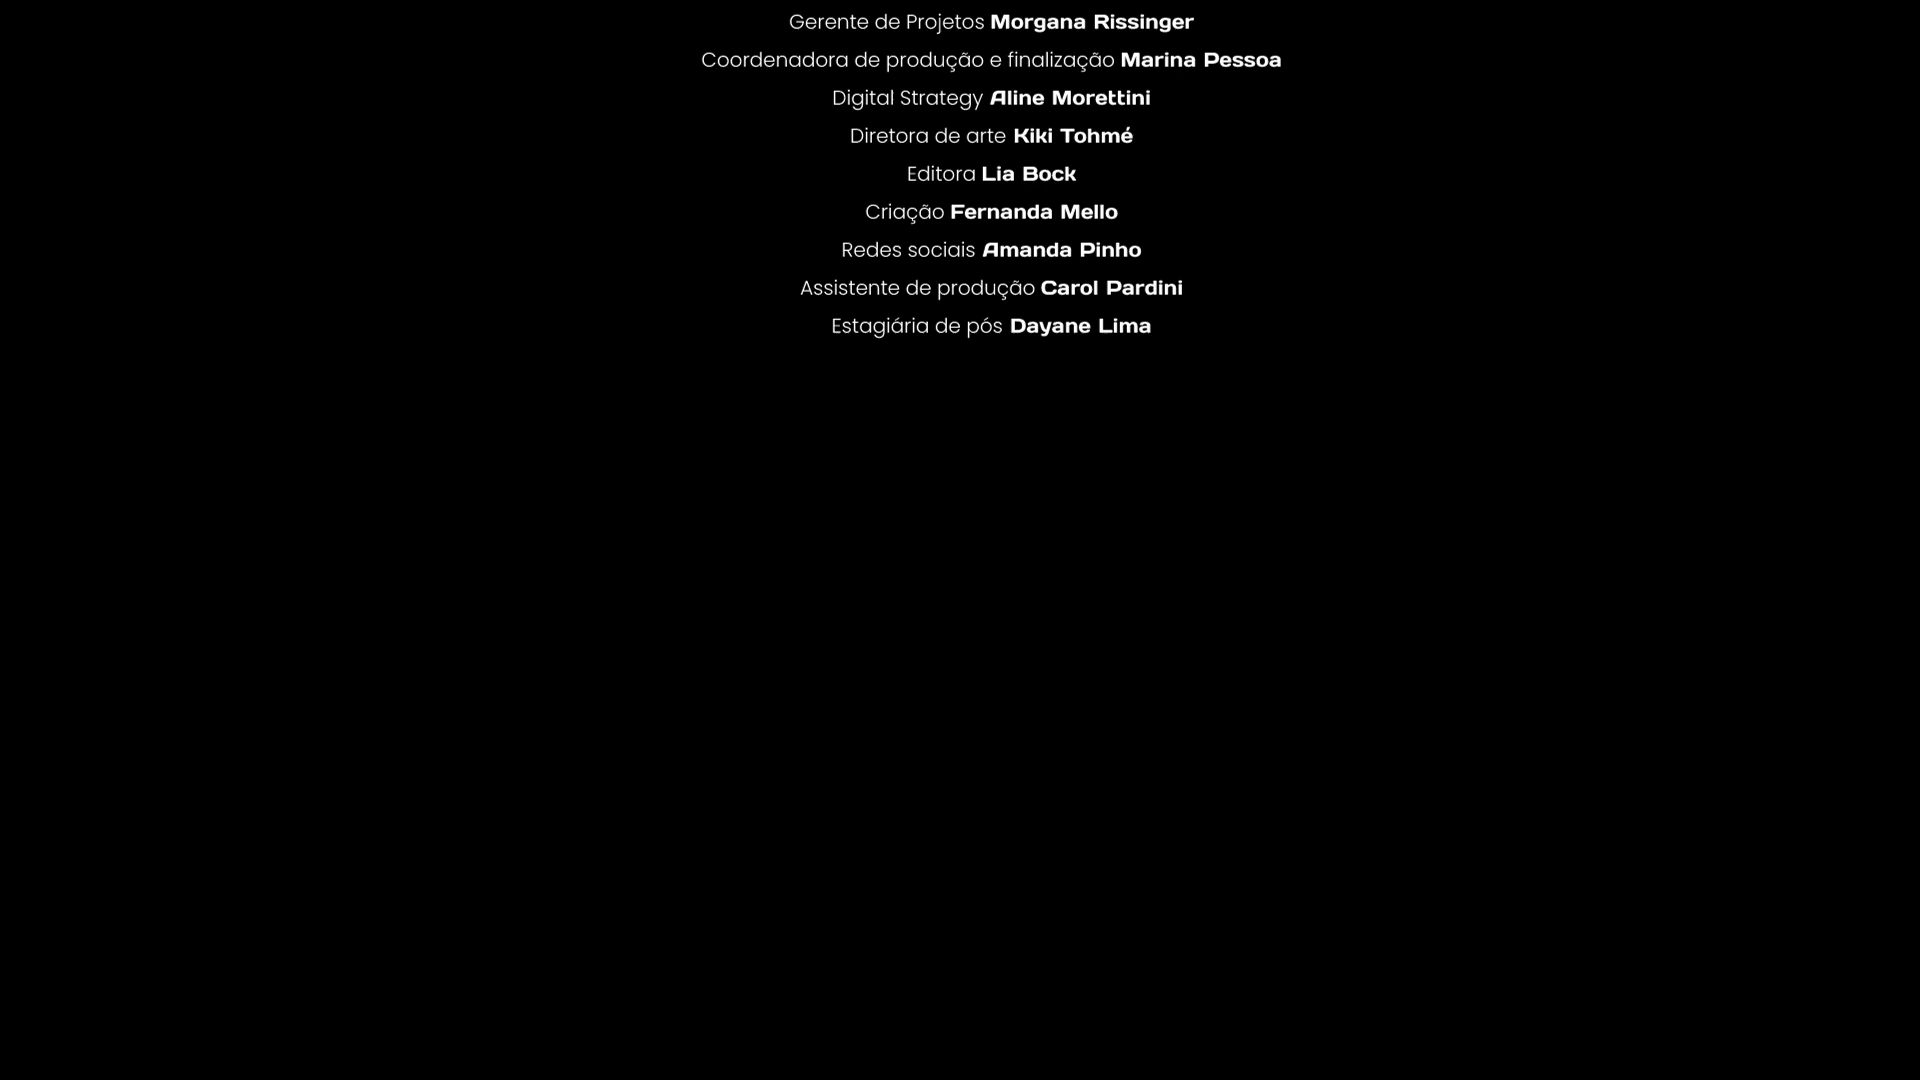 Gerente de Projetos Morgana Rissinger
Coordenadora de produção e finalização Marina Pessoa
Digital Strategy Aline Morettini
Diretora de arte Kiki Tohmé
Editora Lia Bock
Criação Fernanda Mello
Redes sociais Amanda Pinho
Assistente de produção Carol Pardini
Estagiária de pós Dayane Lima